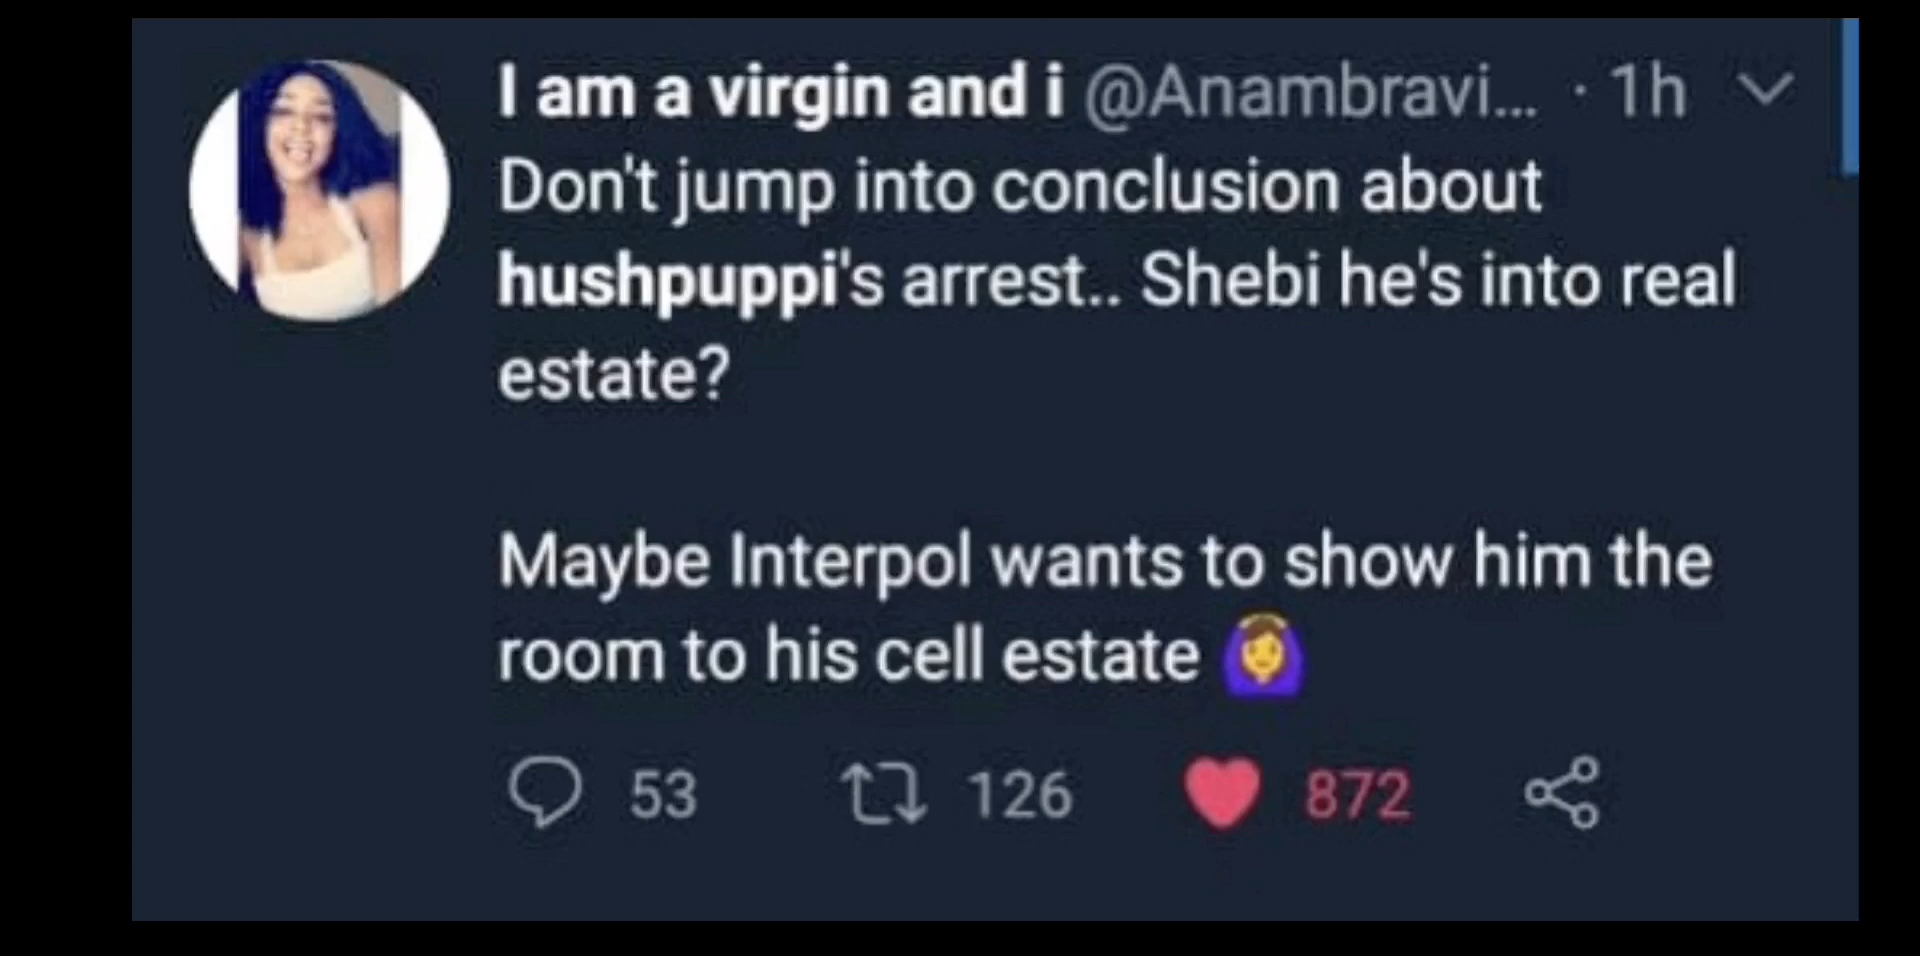 I am a virgin and i @Anambravi... · 1h
Don't jump into conclusion about
hushpuppi's arrest.. Shebi he's into real
estate?
Maybe Interpol wants to show him the
room to his cell estate 🙆‍♀️
53 126 872